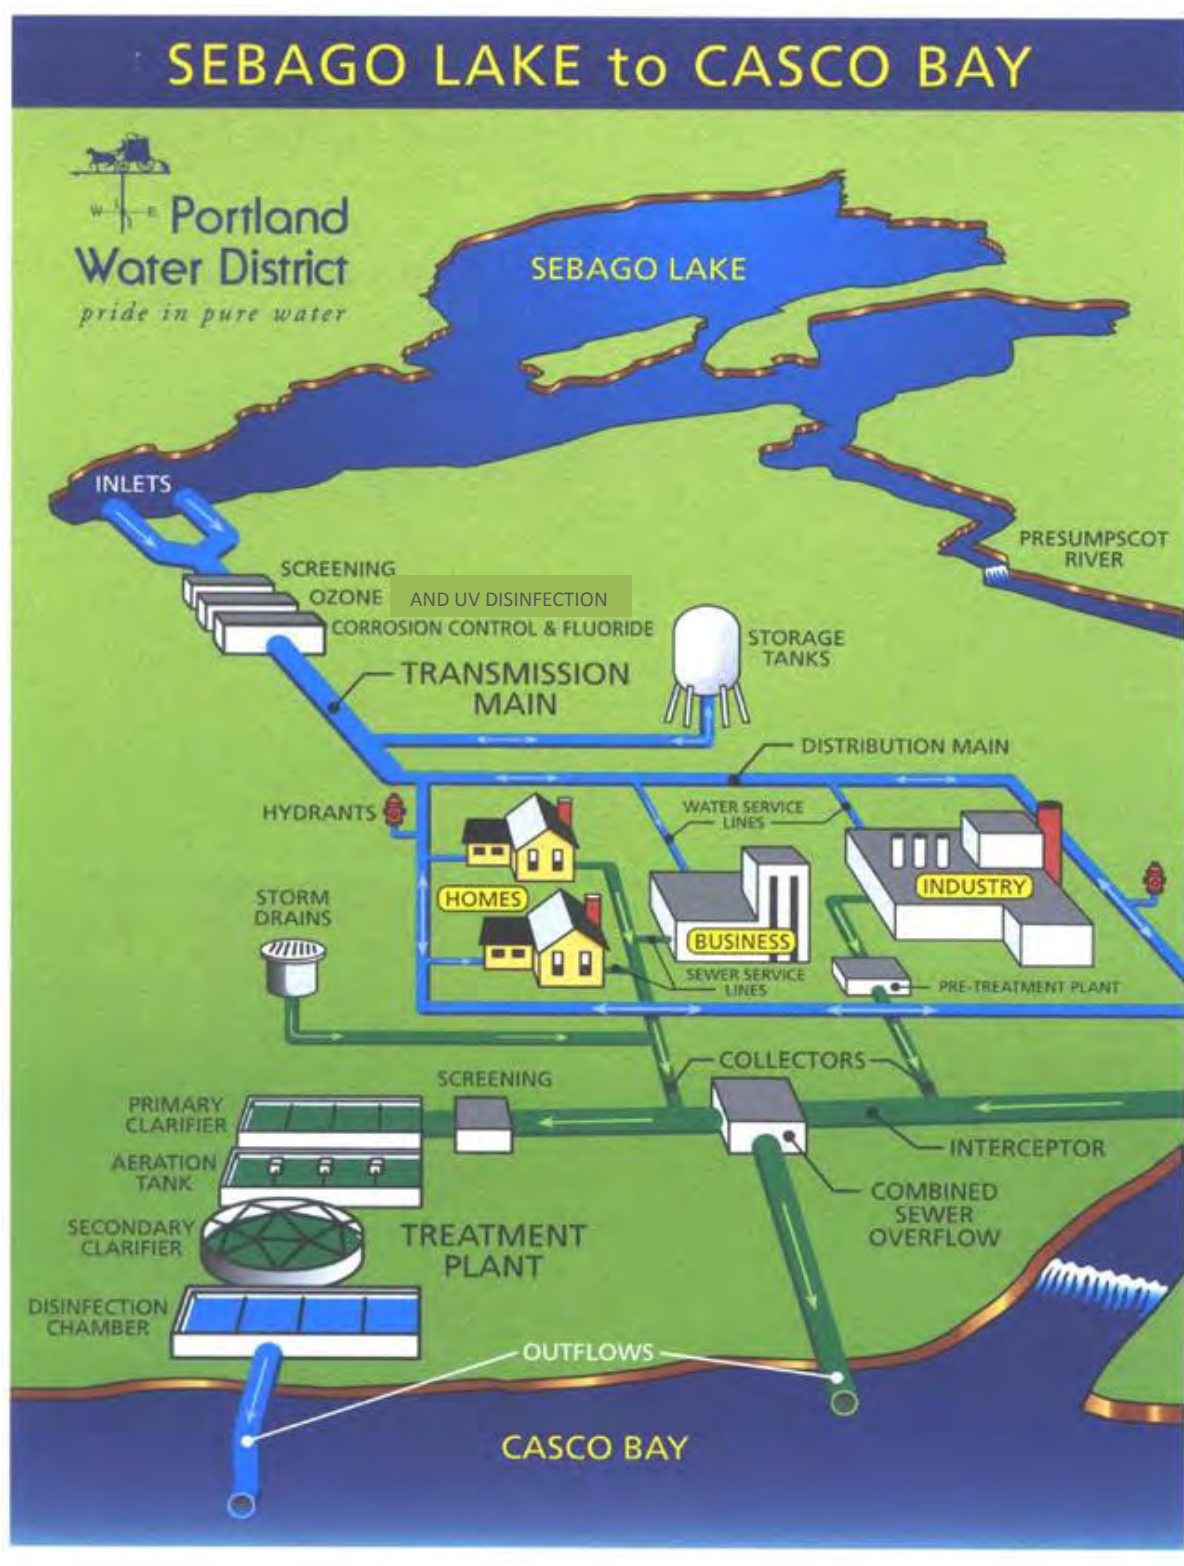 SEBAGO LAKE to CASCO BAY
W E Portland
Water District
pride in pure water
SEBAGO LAKE
INLETS
PRESUMPSCOT
RIVER
SCREENING
OZONE AND UV DISINFECTION
CORROSION CONTROL & FLUORIDE
STORAGE
TANKS
TRANSMISSION
MAIN
DISTRIBUTION MAIN
HYDRANTS
WATER SERVICE
LINES
HOMES
INDUSTRY
STORM
DRAINS
BUSINESS
SEWER SERVICE
LINES
PRE-TREATMENT PLANT
COLLECTORS
SCREENING
PRIMARY
CLARIFIER
INTERCEPTOR
AERATION
TANK
COMBINED
SEWER
OVERFLOW
SECONDARY
CLARIFIER
TREATMENT
PLANT
DISINFECTION
CHAMBER
OUTFLOWS
CASCO BAY